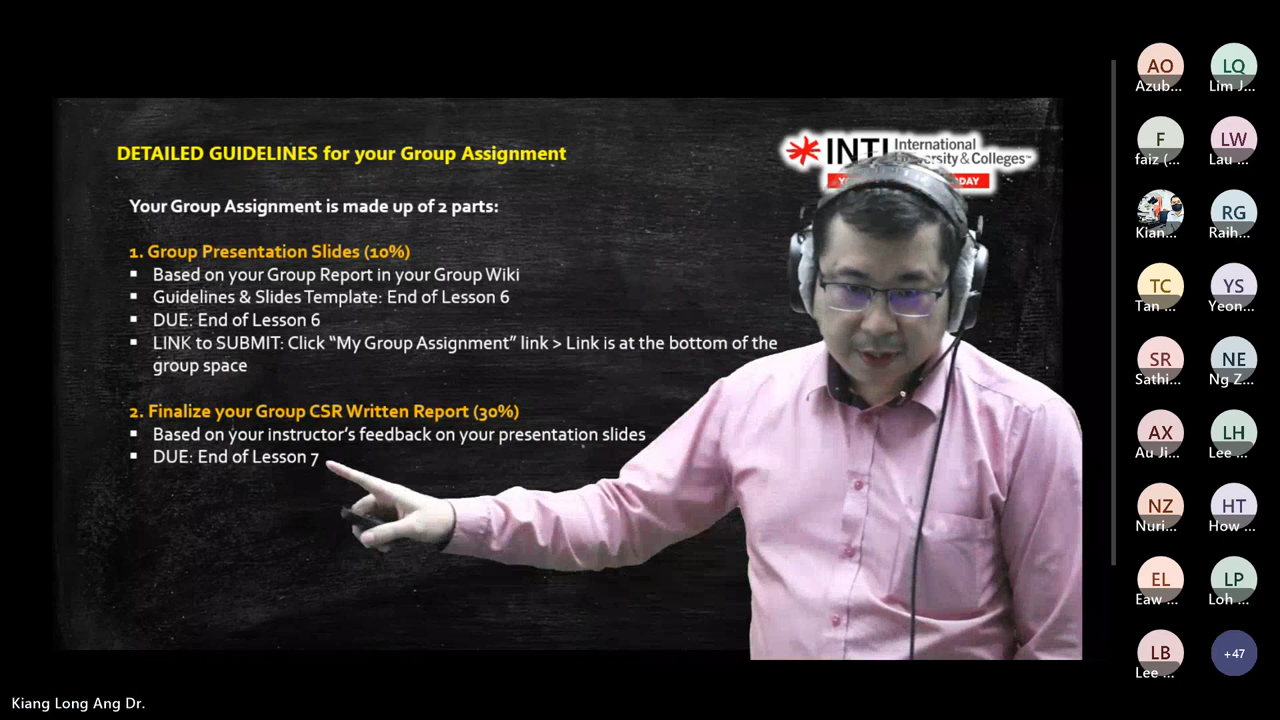 DETAILED GUIDELINES for your Group Assignment
INTI International
University & Colleges
Your Group Assignment is made up of 2 parts:
1. Group Presentation Slides (10%)
▪ Based on your Group Report in your Group Wiki
▪ Guidelines & Slides Template: End of Lesson 6
▪ DUE: End of Lesson 6
▪ LINK to SUBMIT: Click “My Group Assignment” link > Link is at the bottom of the
group space
2. Finalize your Group CSR Written Report (30%)
▪ Based on your instructor’s feedback on your presentation slides
▪ DUE: End of Lesson 7
AO LQ
Azub... Lim J...
F LW
faiz (... Lau ...
RG
Kian... Raih...
TC YS
Tan ... Yeon...
SR NE
Sathi... Ng Z...
AX LH
Au Ji... Lee ...
NZ HT
Nuri... How ...
EL LP
Eaw ... Loh ...
LB +47
Lee ...
Kiang Long Ang Dr.